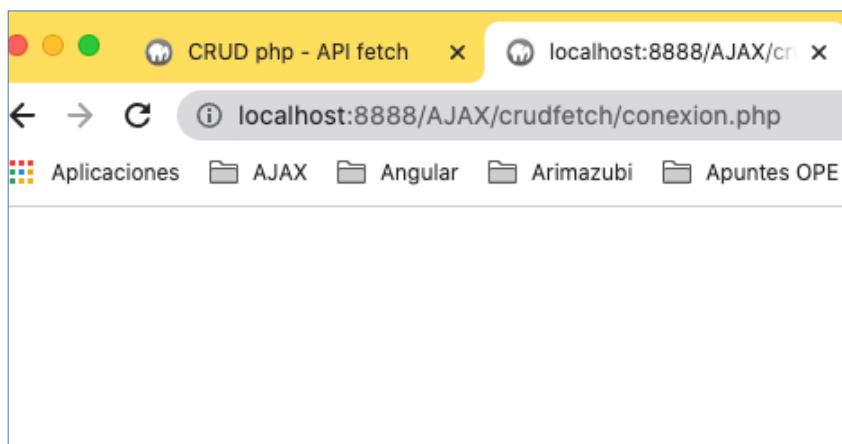 CRUD php - API fetch localhost:8888/AJAX/cr
localhost:8888/AJAX/crudfetch/conexion.php
Aplicaciones AJAX Angular Arimazubi Apuntes OPE